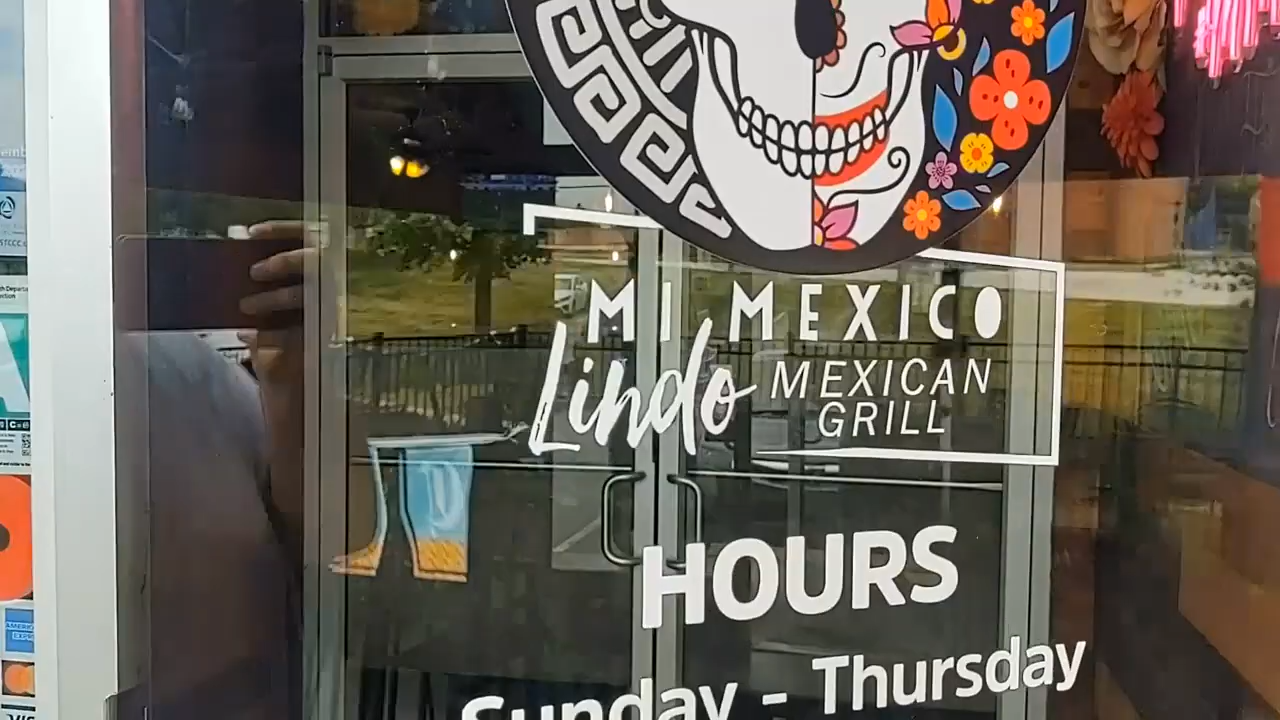 MI MEXICO
Lindo MEXICAN
GRILL
HOURS
Sunday - Thursday